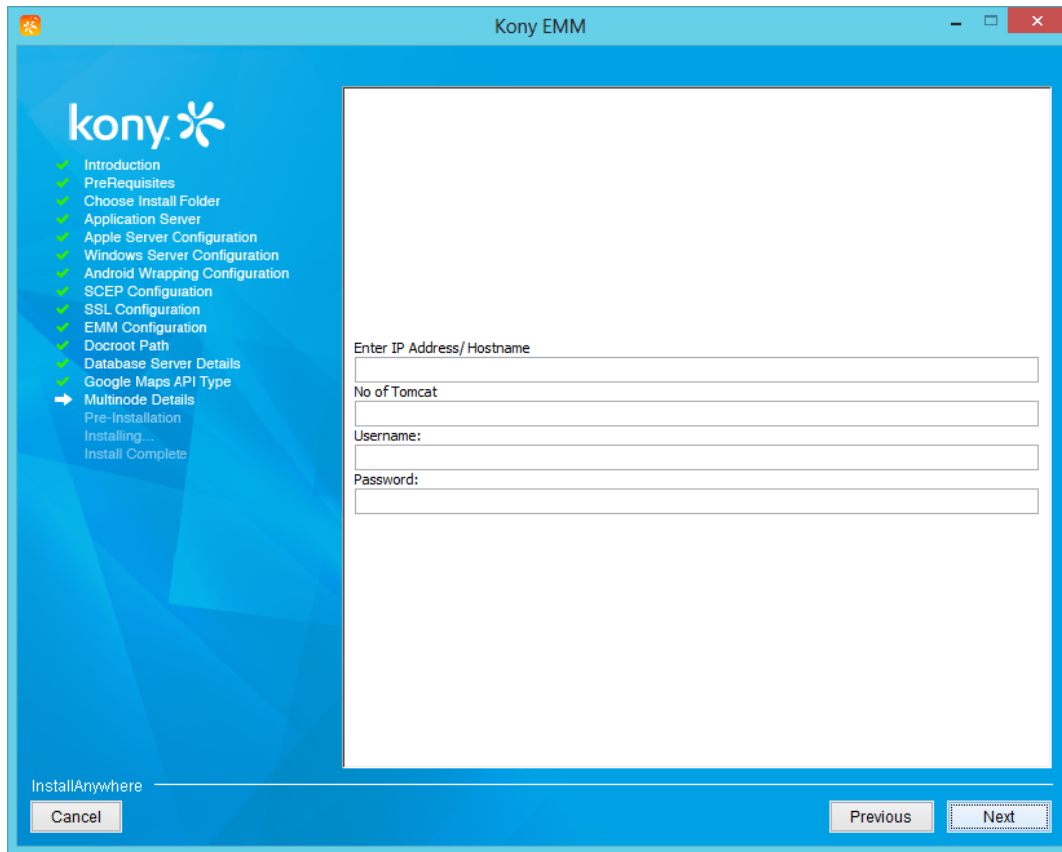 Kony EMM
kony
Introduction
PreRequisites
Choose Install Folder
Application Server
Apple Server Configuration
Windows Server Configuration
Android Wrapping Configuration
SCEP Configuration
SSL Configuration
EMM Configuration
Docroot Path
Database Server Details
Google Maps API Type
Multinode Details
Pre-Installation
Installing...
Install Complete
Enter IP Address/Hostname
No of Tomcat
Username:
Password:
InstallAnywhere
Cancel
Previous
Next